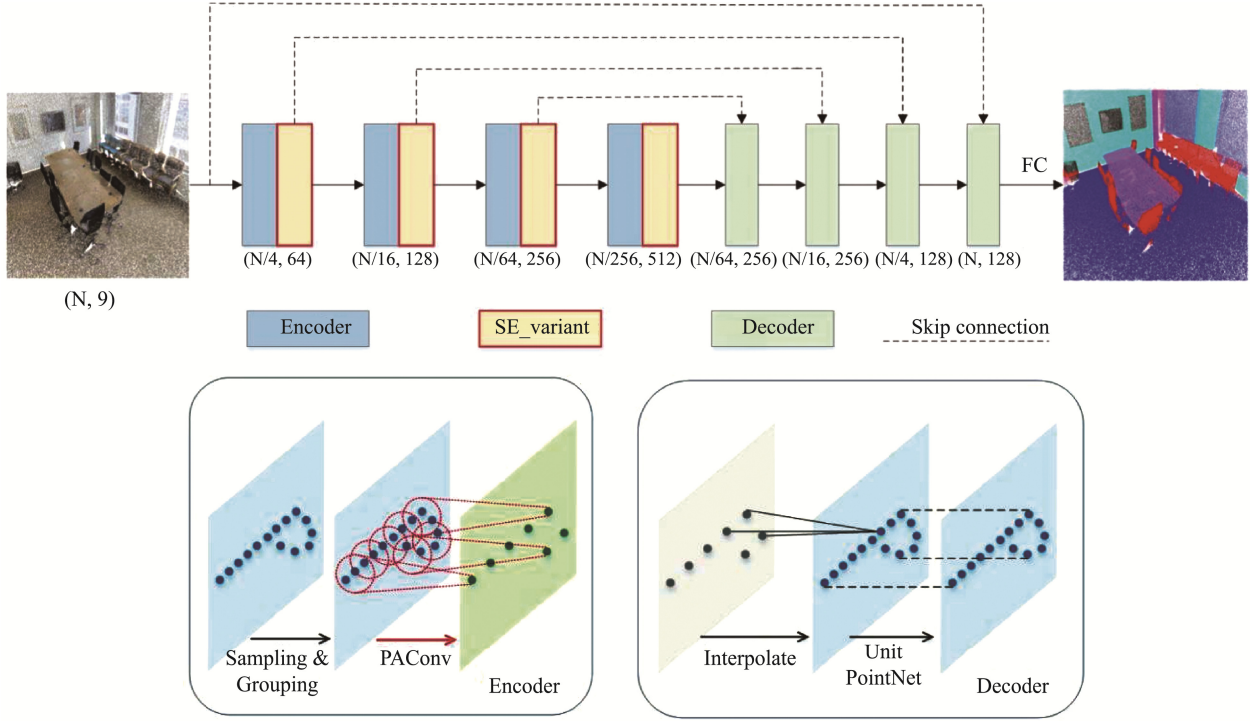 FC
(N/4, 64)
(N/16, 128)
(N/64, 256)
(N/256, 512)
(N/64, 256)
(N/16, 256)
(N/4, 128)
(N, 128)
(N, 9)
Encoder
SE_variant
Decoder
Skip connection
Sampling &
Grouping
PAConv
Encoder
Interpolate
Unit
PointNet
Decoder